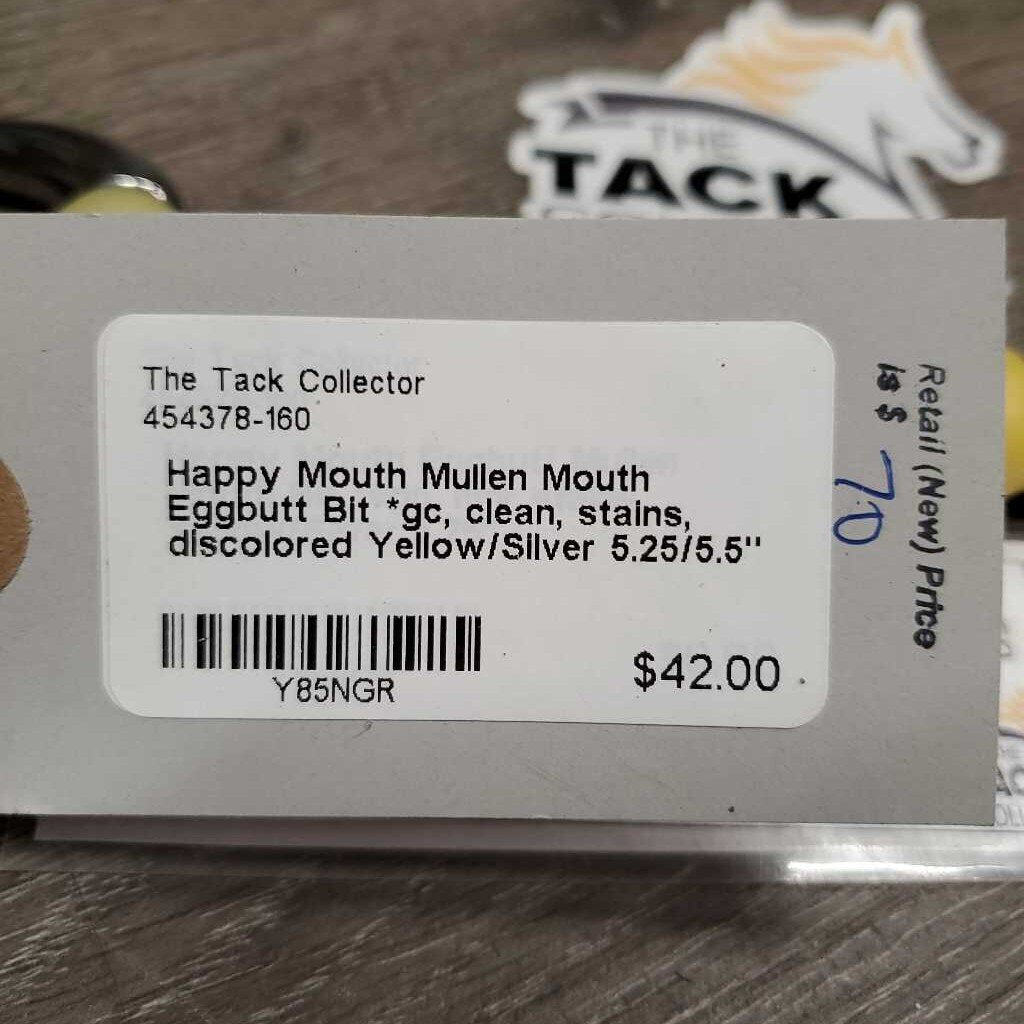 THE
TACK
The Tack Collector
454378-160
Happy Mouth Mullen Mouth
Eggbutt Bit *gc, clean, stains,
discolored Yellow/Silver 5.25/5.5"
Y85NGR
$42.00
Retail (New) Price
is $ 70